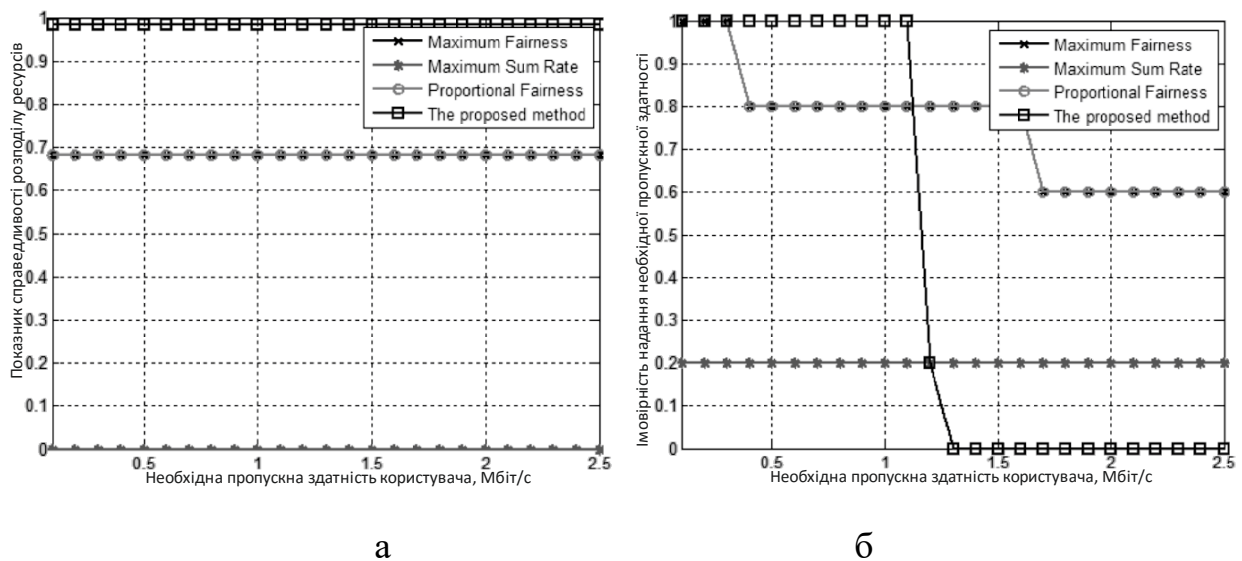 Показник справедливості розподілу ресурсів
1
0.9
0.8
0.7
0.6
0.5
0.4
0.3
0.2
0.1
0
0.5
1
1.5
2
2.5
Необхідна пропускна здатність користувача, Мбіт/с
Maximum Fairness
Maximum Sum Rate
Proportional Fairness
The proposed method
а
Імовірність надання необхідної пропускної здатності
1
0.9
0.8
0.7
0.6
0.5
0.4
0.3
0.2
0.1
0
0.5
1
1.5
2
2.5
Необхідна пропускна здатність користувача, Мбіт/с
Maximum Fairness
Maximum Sum Rate
Proportional Fairness
The proposed method
б